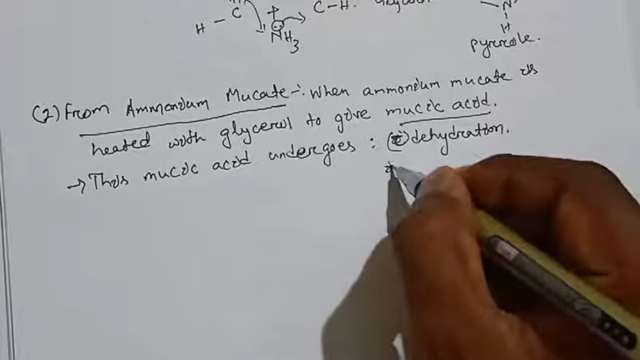 H - C
+
NH3
C-H.
N
H
Pyrrole.
(2) From Ammonium Mucate :- When ammonium mucate is
heated with glycerol to give mucic acid.
→ This mucic acid undergoes : (i) dehydration.